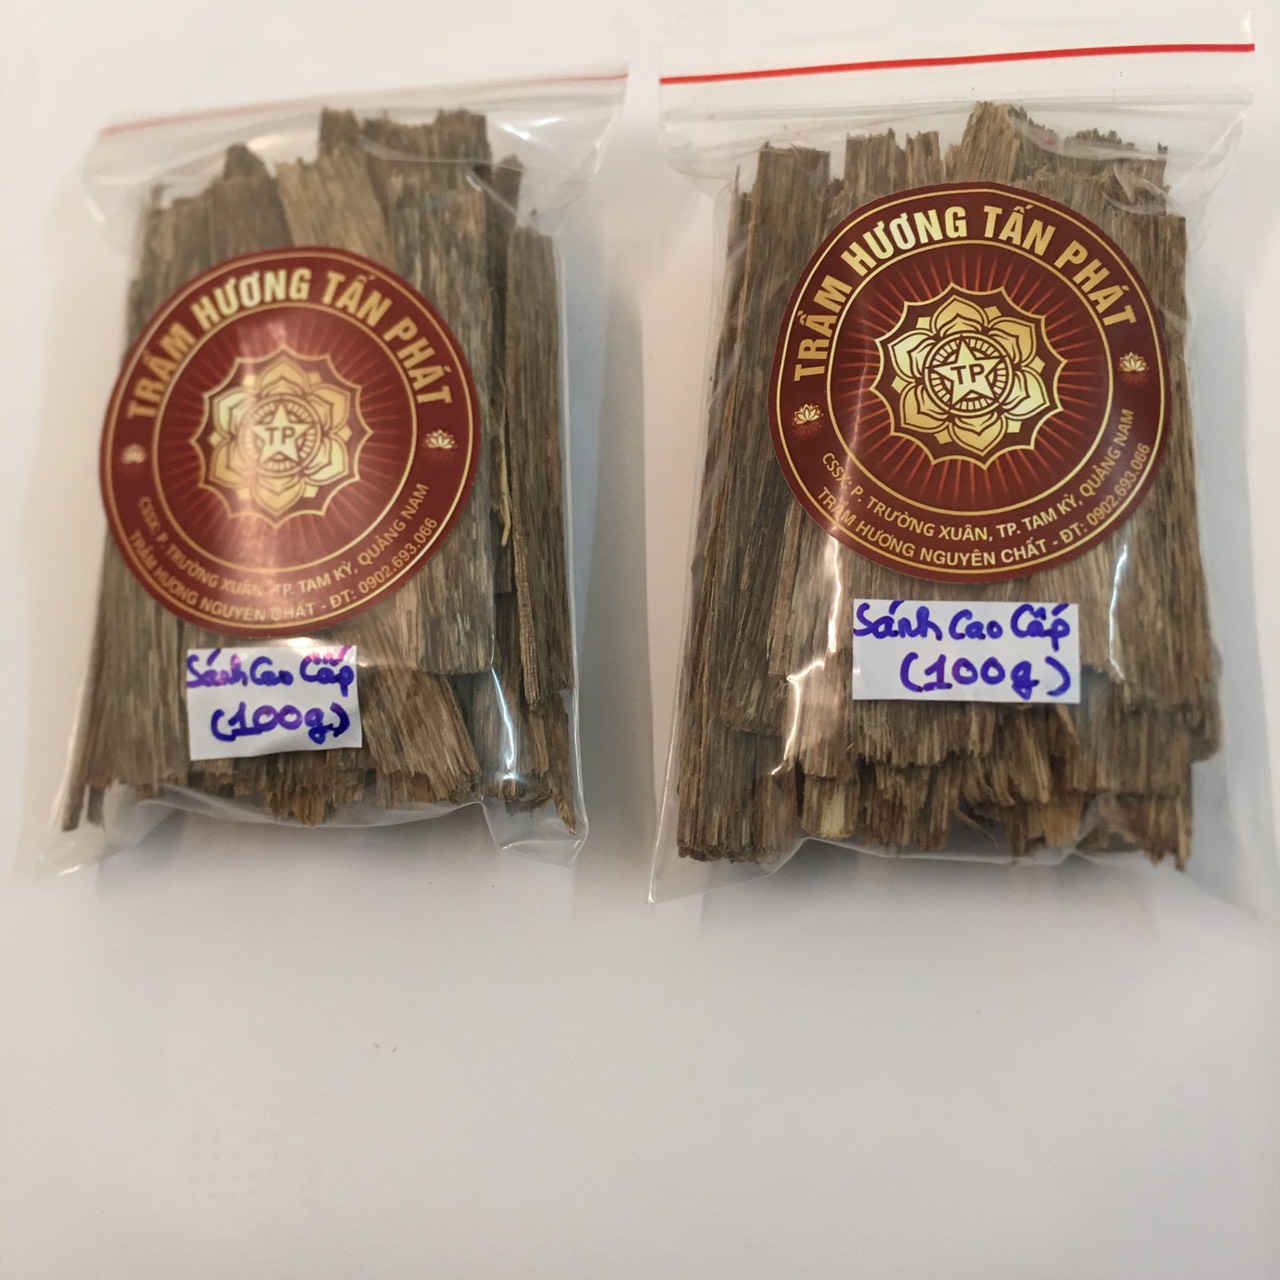 TRẦM HƯƠNG TẤN PHÁT
TP
CSSX: P. TRƯỜNG XUÂN, TP. TAM KỲ, QUẢNG NAM
TRẦM HƯƠNG NGUYÊN CHẤT - ĐT: 0902.693.066
Sánh Cao Cấp
(100g)
TRẦM HƯƠNG TẤN PHÁT
TP
CSSX: P. TRƯỜNG XUÂN, TP. TAM KỲ, QUẢNG NAM
TRẦM HƯƠNG NGUYÊN CHẤT - ĐT: 0902.693.066
Sánh Cao Cấp
(100g)